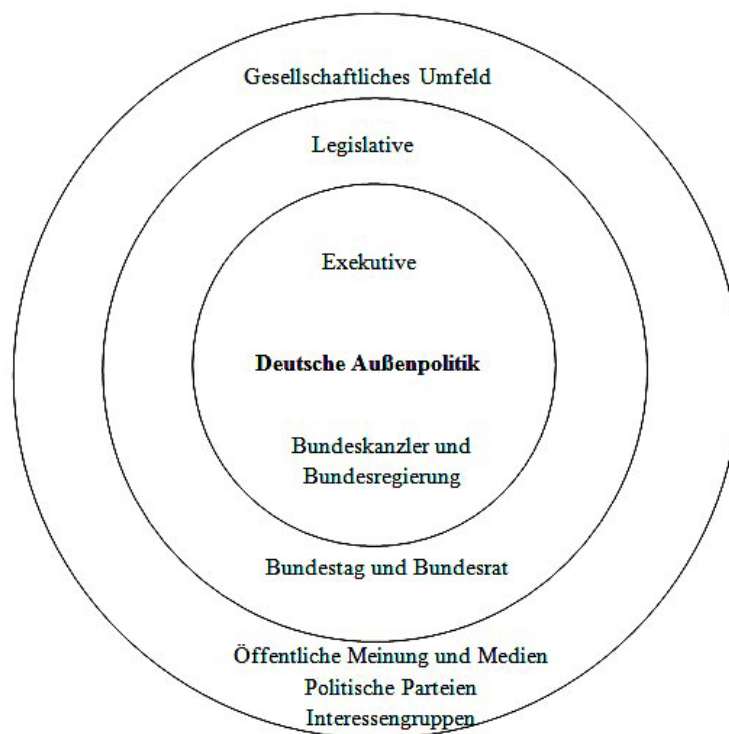 Gesellschaftliches Umfeld
Legislative
Exekutive
Deutsche Außenpolitik
Bundeskanzler und
Bundesregierung
Bundestag und Bundesrat
Öffentliche Meinung und Medien
Politische Parteien
Interessengruppen